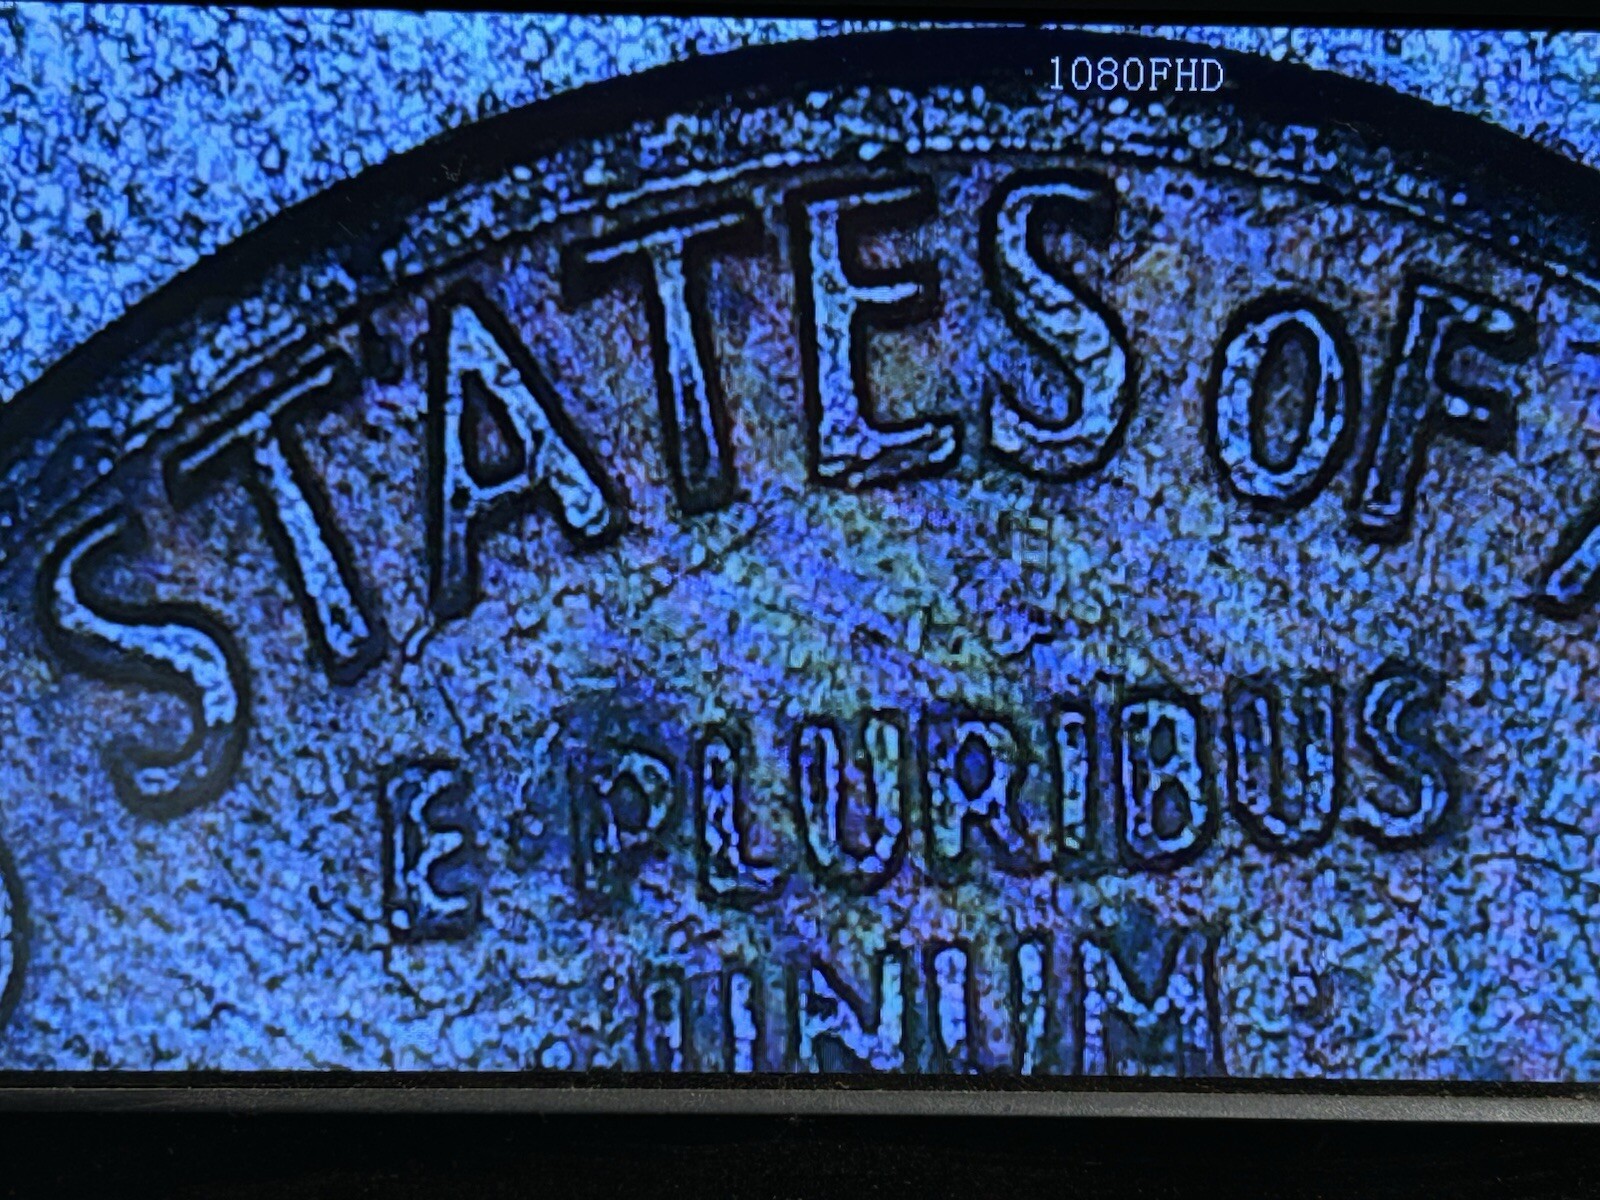 1080FHD
STATES OF
E PLURIBUS
UNUM